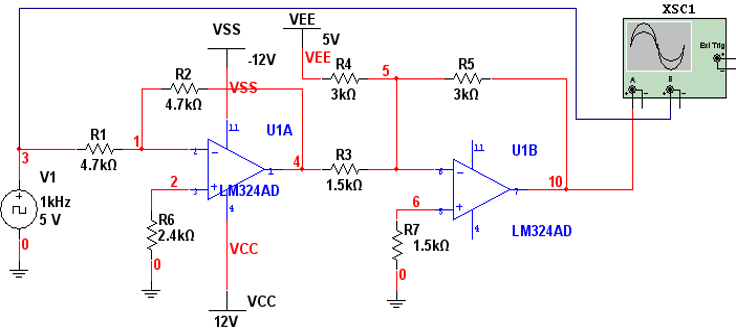 XSC1
Ext Trig
+
-
A
B
+ -
+ -
VSS
-12V
VSS
VEE
5V
VEE
R4
3kΩ
5
R5
3kΩ
R2
4.7kΩ
R1
4.7kΩ
3
1
2
11
U1A
1
4
R3
1.5kΩ
6
11
U1B
7
10
V1
1kHz
5 V
0
2
3
LM324AD
4
R6
2.4kΩ
0
VCC
VCC
12V
6
5
4
LM324AD
R7
1.5kΩ
0